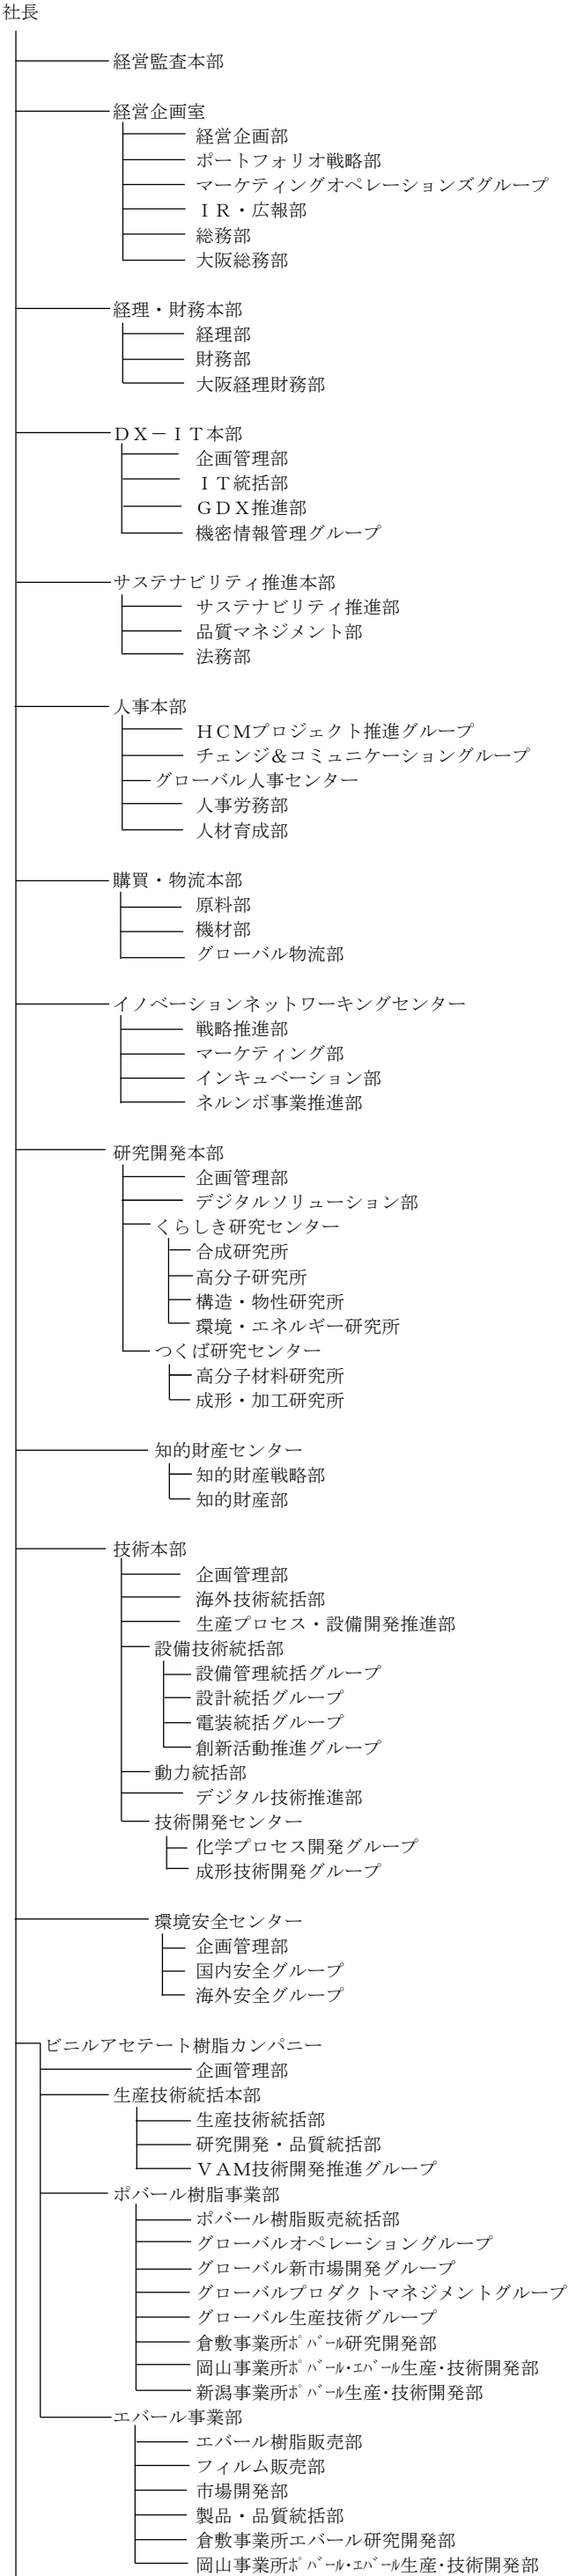 社長
経営監査本部
経営企画室
経営企画部
ポートフォリオ戦略部
マーケティングオペレーションズグループ
ＩＲ・広報部
総務部
大阪総務部
経理・財務本部
経理部
財務部
大阪経理財務部
ＤＸ－ＩＴ本部
企画管理部
ＩＴ統括部
ＧＤＸ推進部
機密情報管理グループ
サステナビリティ推進本部
サステナビリティ推進部
品質マネジメント部
法務部
人事本部
ＨＣＭプロジェクト推進グループ
チェンジ＆コミュニケーショングループ
グローバル人事センター
人事労務部
人材育成部
購買・物流本部
原料部
機材部
グローバル物流部
イノベーションネットワーキングセンター
戦略推進部
マーケティング部
インキュベーション部
ネルンボ事業推進部
研究開発本部
企画管理部
デジタルソリューション部
くらしき研究センター
合成研究所
高分子研究所
構造・物性研究所
環境・エネルギー研究所
つくば研究センター
高分子材料研究所
成形・加工研究所
知的財産センター
知的財産戦略部
知的財産部
技術本部
企画管理部
海外技術統括部
生産プロセス・設備開発推進部
設備技術統括部
設備管理統括グループ
設計統括グループ
電装統括グループ
創新活動推進グループ
動力統括部
デジタル技術推進部
技術開発センター
化学プロセス開発グループ
成形技術開発グループ
環境安全センター
企画管理部
国内安全グループ
海外安全グループ
ビニルアセテート樹脂カンパニー
企画管理部
生産技術統括本部
生産技術統括部
研究開発・品質統括部
ＶＡＭ技術開発推進グループ
ポバール樹脂事業部
ポバール樹脂販売統括部
グローバルオペレーショングループ
グローバル新市場開発グループ
グローバルプロダクトマネジメントグループ
グローバル生産技術グループ
倉敷事業所ﾎﾟﾊﾞｰﾙ研究開発部
岡山事業所ﾎﾟﾊﾞｰﾙ･ｴﾊﾞｰﾙ生産･技術開発部
新潟事業所ﾎﾟﾊﾞｰﾙ生産･技術開発部
エバール事業部
エバール樹脂販売部
フィルム販売部
市場開発部
製品・品質統括部
倉敷事業所エバール研究開発部
岡山事業所ﾎﾟﾊﾞｰﾙ･ｴﾊﾞｰﾙ生産･技術開発部